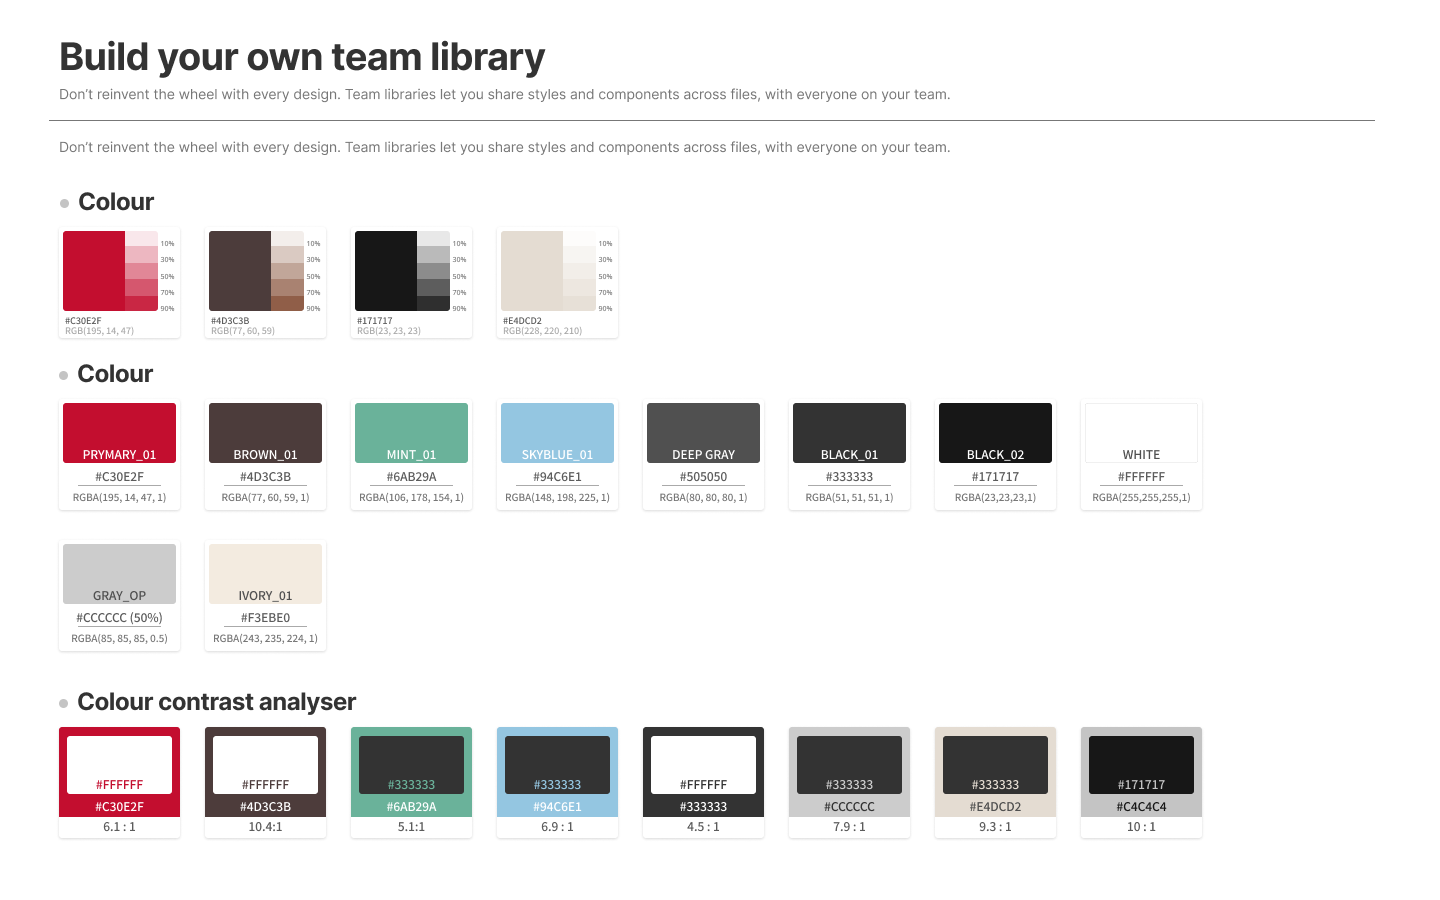 Build your own team library
Don’t reinvent the wheel with every design. Team libraries let you share styles and components across files, with everyone on your team.
Don’t reinvent the wheel with every design. Team libraries let you share styles and components across files, with everyone on your team.
Colour
10%
30%
50%
70%
90%
#C30E2F
RGB(195, 14, 47)
10%
30%
50%
70%
90%
#4D3C3B
RGB(77, 60, 59)
10%
30%
50%
70%
90%
#171717
RGB(23, 23, 23)
10%
30%
50%
70%
90%
#E4DCD2
RGB(228, 220, 210)
Colour
PRYMARY_01
#C30E2F
RGBA(195, 14, 47, 1)
BROWN_01
#4D3C3B
RGBA(77, 60, 59, 1)
MINT_01
#6AB29A
RGBA(106, 178, 154, 1)
SKYBLUE_01
#94C6E1
RGBA(148, 198, 225, 1)
DEEP GRAY
#505050
RGBA(80, 80, 80, 1)
BLACK_01
#333333
RGBA(51, 51, 51, 1)
BLACK_02
#171717
RGBA(23,23,23,1)
WHITE
#FFFFFF
RGBA(255,255,255,1)
GRAY_OP
#CCCCCC (50%)
RGBA(85, 85, 85, 0.5)
IVORY_01
#F3EBE0
RGBA(243, 235, 224, 1)
Colour contrast analyser
#FFFFFF
#C30E2F
6.1 : 1
#FFFFFF
#4D3C3B
10.4:1
#333333
#6AB29A
5.1:1
#333333
#94C6E1
6.9 : 1
#FFFFFF
#333333
4.5 : 1
#333333
#CCCCCC
7.9 : 1
#333333
#E4DCD2
9.3 : 1
#171717
#C4C4C4
10 : 1